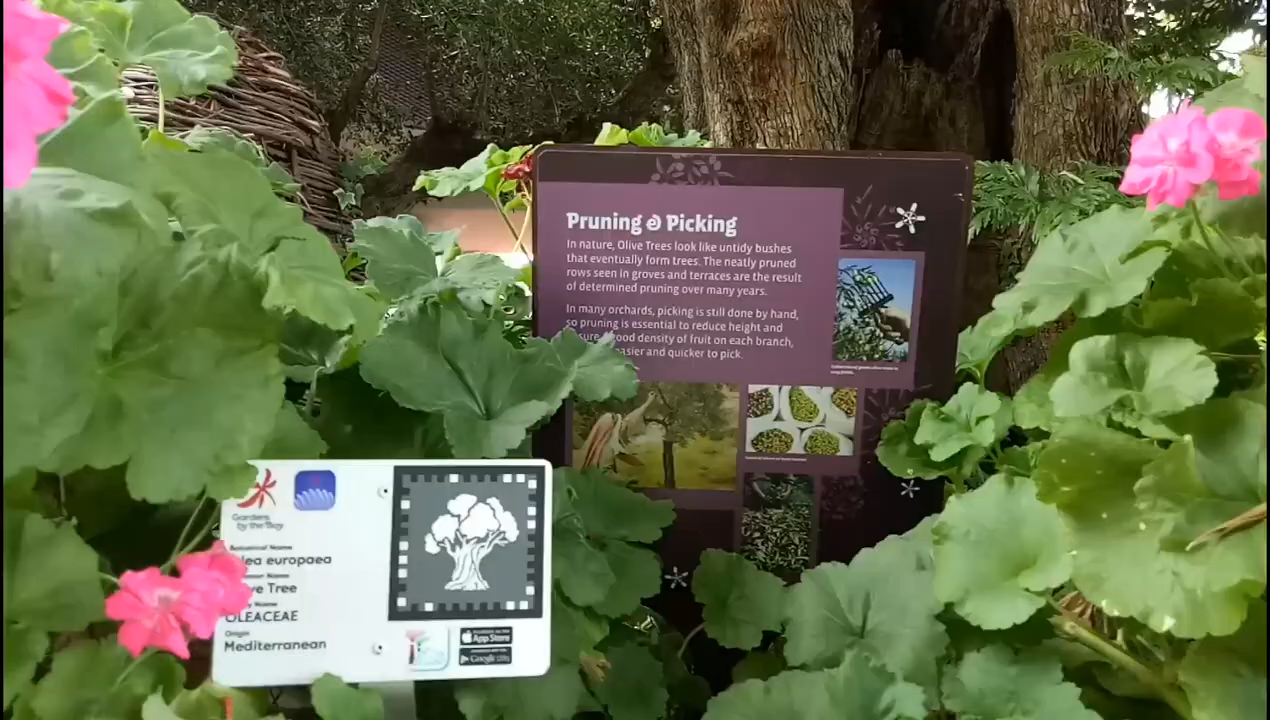 Pruning & Picking
In nature, Olive Trees look like untidy bushes
that eventually form trees. The neatly pruned
rows seen in groves and terraces are the result
of determined pruning over many years.
In many orchards, picking is still done by hand,
so pruning is essential to reduce height and
good density of fruit on each branch,
easier and quicker to pick.
Gardens
by the Bay
Botanical Name
lea europaea
Name
ve Tree
Name
OLEACEAE
Origin
Mediterranean
App Store
Google